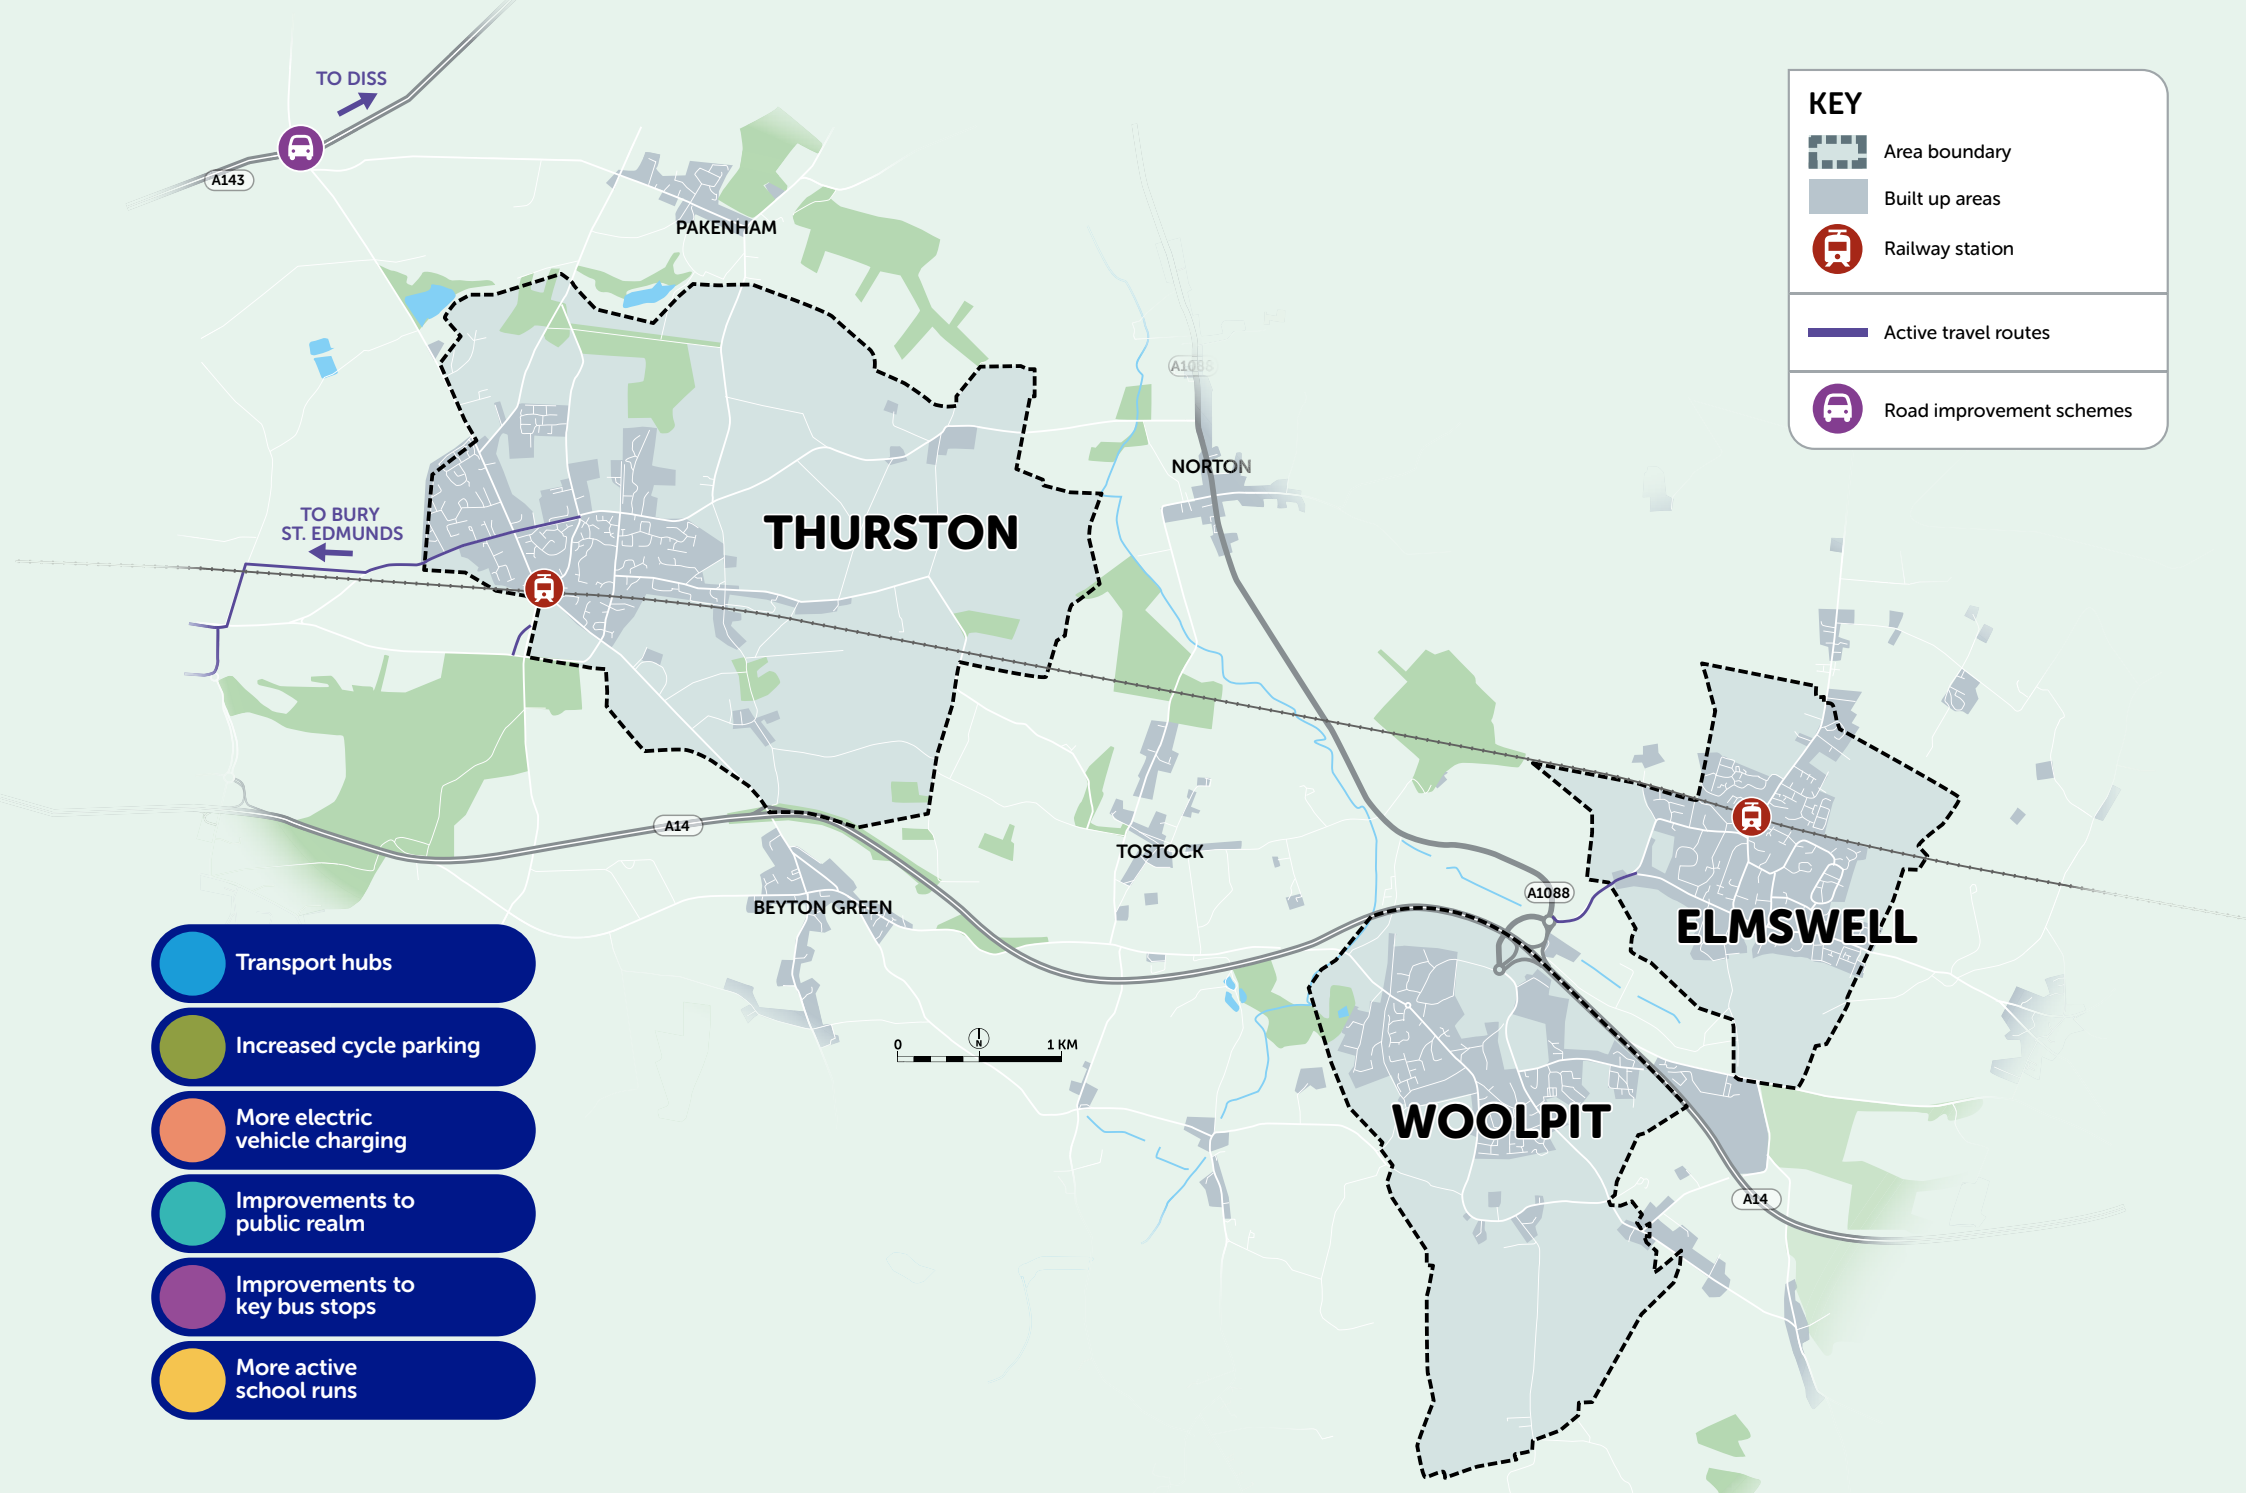 TO DISS
A143
PAKENHAM
KEY
Area boundary
Built up areas
Railway station
Active travel routes
Road improvement schemes
A1088
NORTON
TO BURY
ST. EDMUNDS
THURSTON
A14
TOSTOCK
BEYTON GREEN
A1088
ELMSWELL
WOOLPIT
A14
0
N
1 KM
Transport hubs
Increased cycle parking
More electric
vehicle charging
Improvements to
public realm
Improvements to
key bus stops
More active
school runs